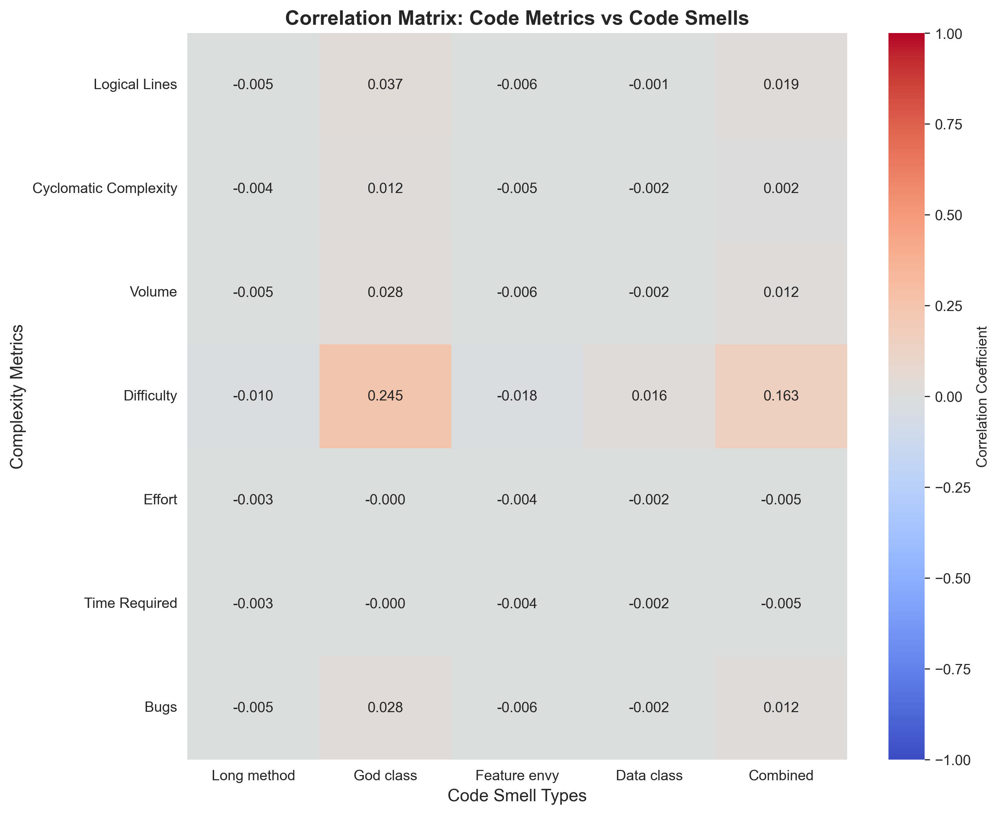 Correlation Matrix: Code Metrics vs Code Smells
Complexity Metrics
Logical Lines -0.005 0.037 -0.006 -0.001 0.019
Cyclomatic Complexity -0.004 0.012 -0.005 -0.002 0.002
Volume -0.005 0.028 -0.006 -0.002 0.012
Difficulty -0.010 0.245 -0.018 0.016 0.163
Effort -0.003 -0.000 -0.004 -0.002 -0.005
Time Required -0.003 -0.000 -0.004 -0.002 -0.005
Bugs -0.005 0.028 -0.006 -0.002 0.012
Long method God class Feature envy Data class Combined
Code Smell Types
1.00
0.75
0.50
0.25
0.00
−0.25
−0.50
−0.75
−1.00
Correlation Coefficient